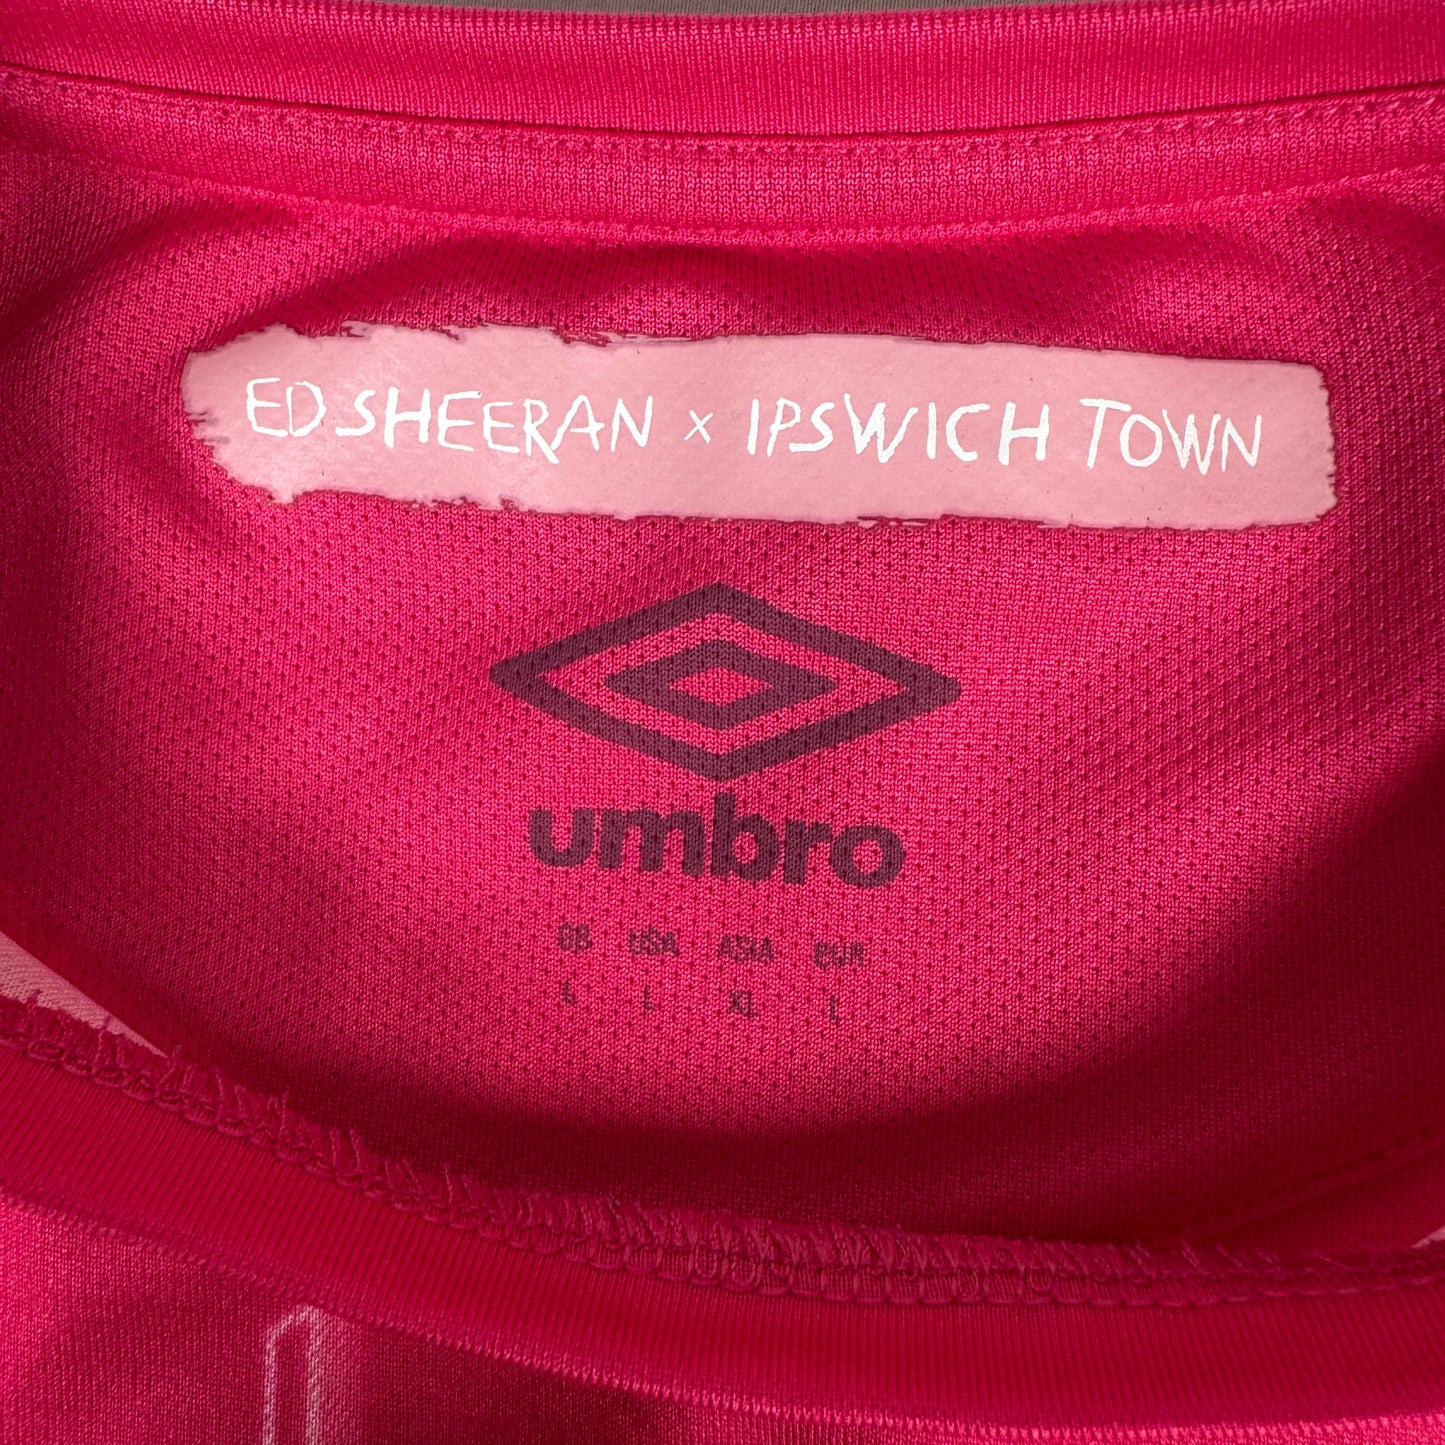 ED SHEERAN x IPSWICH TOWN
umbro
GB USA ASIA EUR
L L XL L